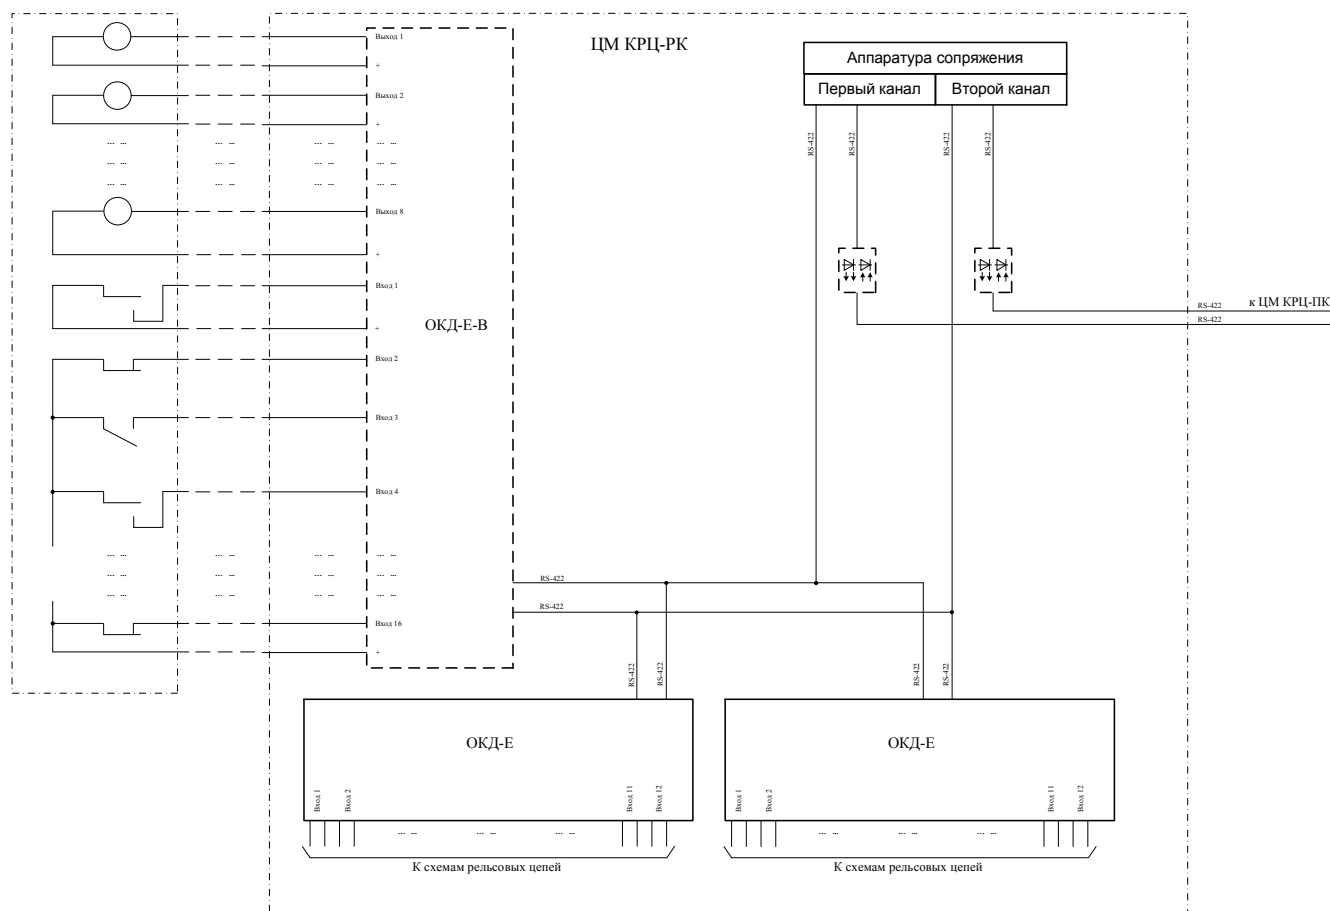 ЦМ КРЦ-РК
Аппаратура сопряжения
Первый канал
Второй канал
RS-422
RS-422
RS-422
RS-422
Выход 1
+
Выход 2
+
... ...
... ...
... ...
... ...
... ...
... ...
... ...
... ...
... ...
... ...
... ...
... ...
Выход 8
+
Вход 1
+
Вход 2
Вход 3
Вход 4
ОКД-Е-В
RS-422
к ЦМ КРЦ-ПК
RS-422
... ...
... ...
... ...
... ...
... ...
... ...
... ...
... ...
... ...
... ...
... ...
... ...
Вход 16
+
RS-422
RS-422
RS-422
RS-422
RS-422
RS-422
ОКД-Е
Вход 1
Вход 2
Вход 11
Вход 12
... ...
... ...
... ...
К схемам рельсовых цепей
ОКД-Е
Вход 1
Вход 2
Вход 11
Вход 12
... ...
... ...
... ...
К схемам рельсовых цепей